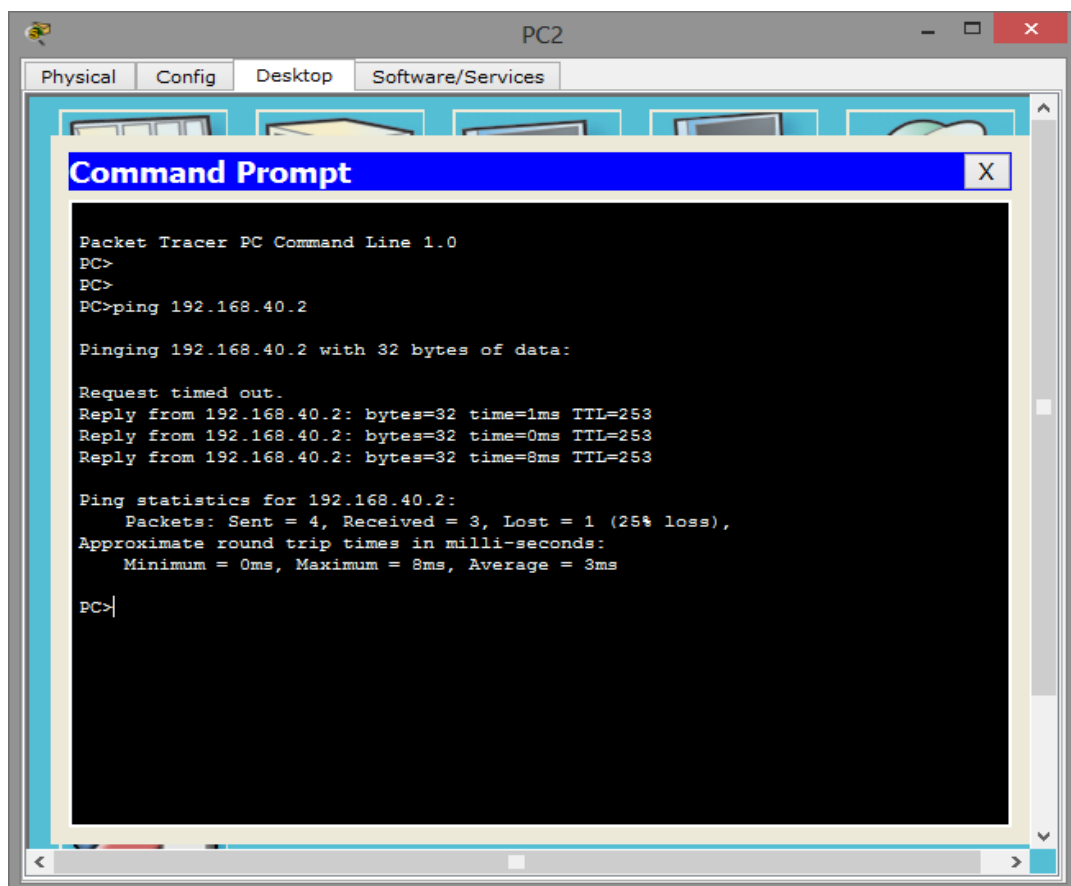 PC2
Physical Config Desktop Software/Services
Command Prompt X
Packet Tracer PC Command Line 1.0
PC>
PC>
PC>ping 192.168.40.2
Pinging 192.168.40.2 with 32 bytes of data:
Request timed out.
Reply from 192.168.40.2: bytes=32 time=1ms TTL=253
Reply from 192.168.40.2: bytes=32 time=0ms TTL=253
Reply from 192.168.40.2: bytes=32 time=8ms TTL=253
Ping statistics for 192.168.40.2:
Packets: Sent = 4, Received = 3, Lost = 1 (25% loss),
Approximate round trip times in milli-seconds:
Minimum = 0ms, Maximum = 8ms, Average = 3ms
PC>